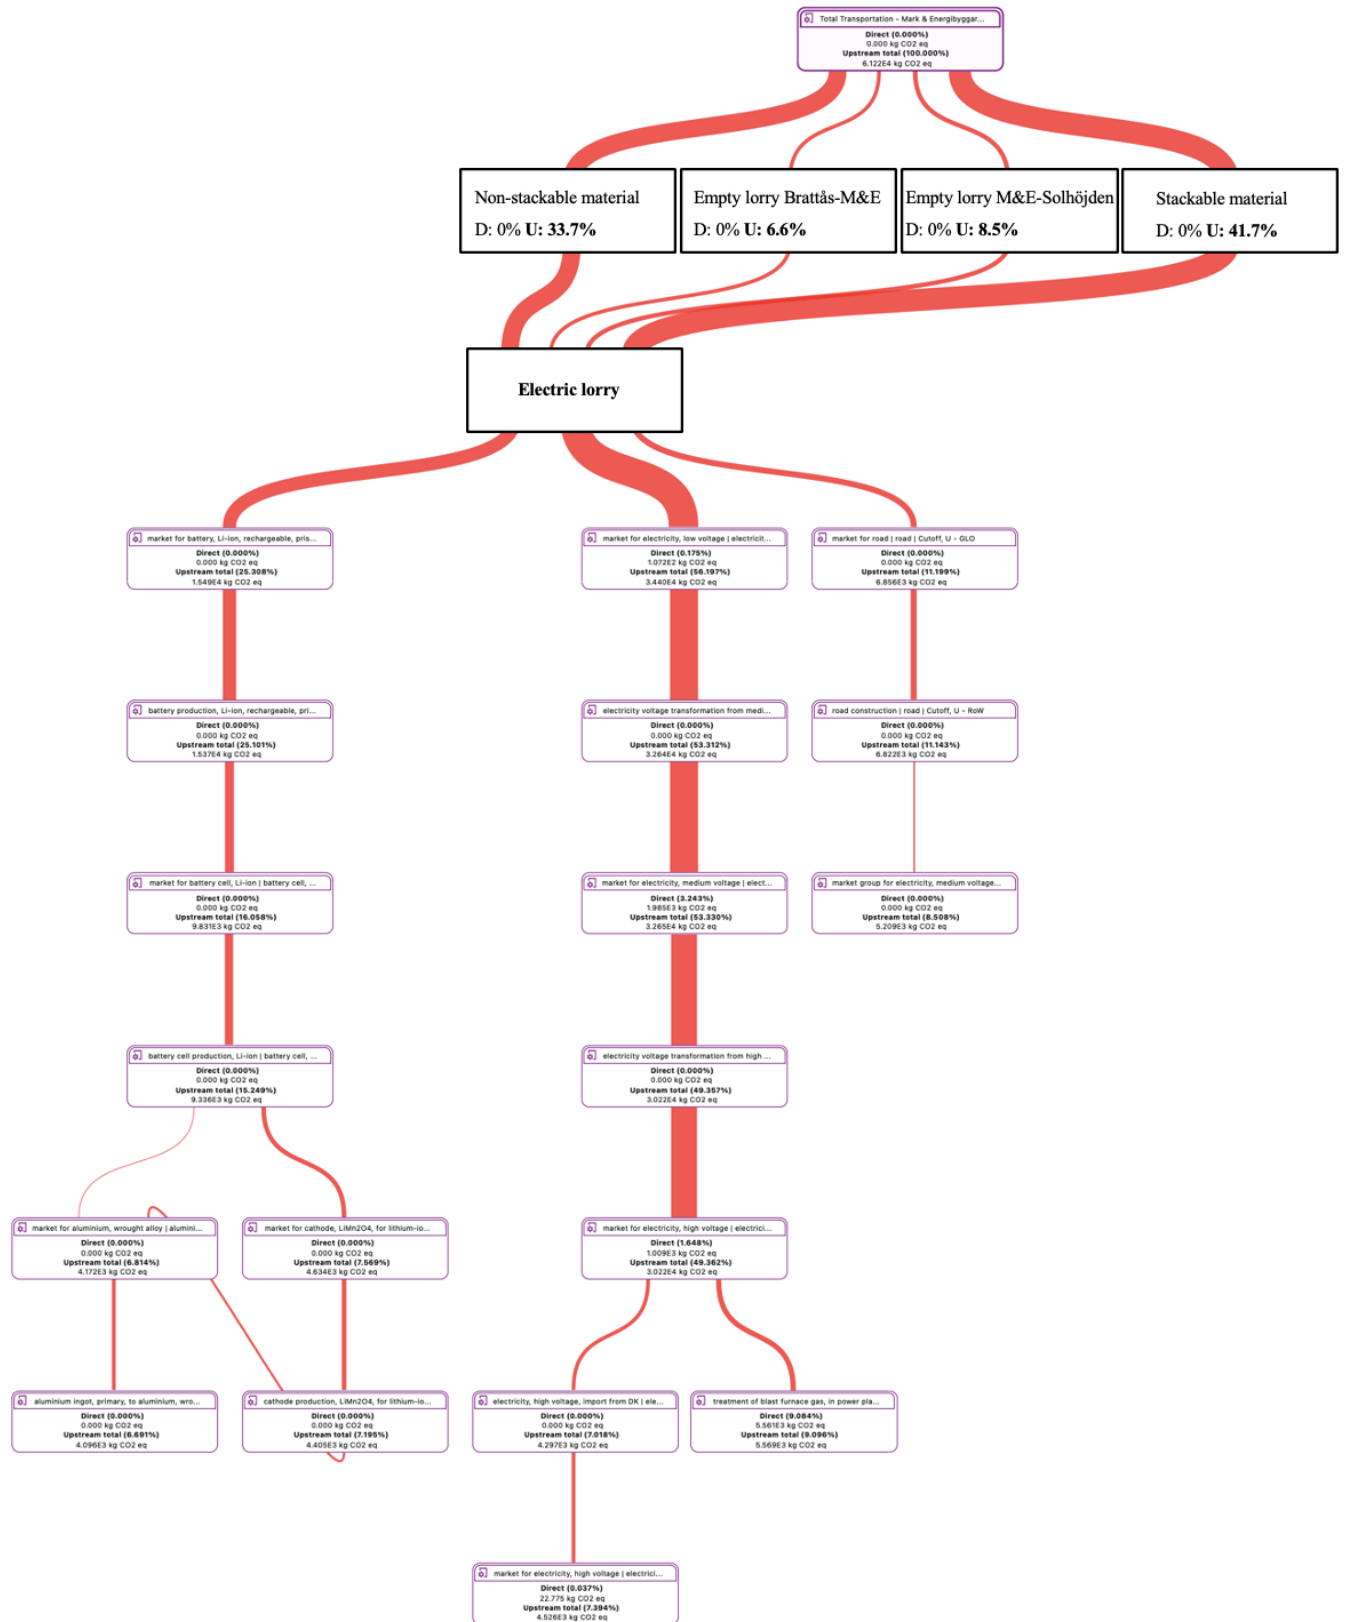 Total Transportation - Mark & Energibyggar...
Direct (0.000%)
0.000 kg CO2 eq
Upstream total (100.000%)
6.122E4 kg CO2 eq
Non-stackable material
D: 0% U: 33.7%
Empty lorry Brattås-M&E
D: 0% U: 6.6%
Empty lorry M&E-Solhöjden
D: 0% U: 8.5%
Stackable material
D: 0% U: 41.7%
Electric lorry
market for battery, Li-ion, rechargeable, pris...
Direct (0.000%)
0.000 kg CO2 eq
Upstream total (25.308%)
1.549E4 kg CO2 eq
market for electricity, low voltage | electricit...
Direct (0.175%)
1.072E2 kg CO2 eq
Upstream total (56.197%)
3.440E4 kg CO2 eq
market for road | road | Cutoff, U - GLO
Direct (0.000%)
0.000 kg CO2 eq
Upstream total (11.199%)
6.856E3 kg CO2 eq
battery production, Li-ion, rechargeable, pri...
Direct (0.000%)
0.000 kg CO2 eq
Upstream total (25.101%)
1.537E4 kg CO2 eq
electricity voltage transformation from medi...
Direct (0.000%)
0.000 kg CO2 eq
Upstream total (53.312%)
3.264E4 kg CO2 eq
road construction | road | Cutoff, U - RoW
Direct (0.000%)
0.000 kg CO2 eq
Upstream total (11.143%)
6.822E3 kg CO2 eq
market for battery cell, Li-ion | battery cell, ...
Direct (0.000%)
0.000 kg CO2 eq
Upstream total (16.058%)
9.831E3 kg CO2 eq
market for electricity, medium voltage | elect...
Direct (3.243%)
1.985E3 kg CO2 eq
Upstream total (53.330%)
3.265E4 kg CO2 eq
market group for electricity, medium voltage...
Direct (0.000%)
0.000 kg CO2 eq
Upstream total (8.508%)
5.209E3 kg CO2 eq
battery cell production, Li-ion | battery cell, ...
Direct (0.000%)
0.000 kg CO2 eq
Upstream total (15.249%)
9.336E3 kg CO2 eq
electricity voltage transformation from high ...
Direct (0.000%)
0.000 kg CO2 eq
Upstream total (49.357%)
3.022E4 kg CO2 eq
market for aluminium, wrought alloy | alumini...
Direct (0.000%)
0.000 kg CO2 eq
Upstream total (6.814%)
4.172E3 kg CO2 eq
market for cathode, LiMn2O4, for lithium-io...
Direct (0.000%)
0.000 kg CO2 eq
Upstream total (7.569%)
4.634E3 kg CO2 eq
market for electricity, high voltage | electrici...
Direct (1.648%)
1.009E3 kg CO2 eq
Upstream total (49.362%)
3.022E4 kg CO2 eq
aluminium ingot, primary, to aluminium, wro...
Direct (0.000%)
0.000 kg CO2 eq
Upstream total (6.691%)
4.096E3 kg CO2 eq
cathode production, LiMn2O4, for lithium-io...
Direct (0.000%)
0.000 kg CO2 eq
Upstream total (7.195%)
4.405E3 kg CO2 eq
electricity, high voltage, import from DK | ele...
Direct (0.000%)
0.000 kg CO2 eq
Upstream total (7.018%)
4.297E3 kg CO2 eq
treatment of blast furnace gas, in power pla...
Direct (9.084%)
5.561E3 kg CO2 eq
Upstream total (9.096%)
5.569E3 kg CO2 eq
market for electricity, high voltage | electrici...
Direct (0.037%)
22.775 kg CO2 eq
Upstream total (7.394%)
4.526E3 kg CO2 eq